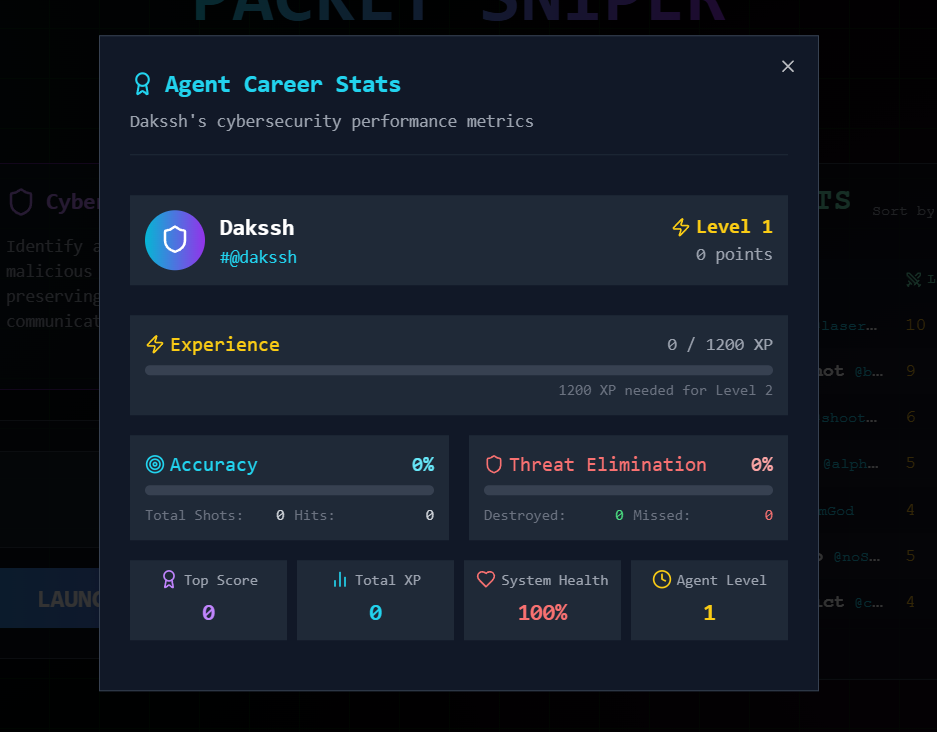 PACKET SNIPER
Agent Career Stats
Dakssh's cybersecurity performance metrics
Dakssh
#@dakssh
Level 1
0 points
Experience
0 / 1200 XP
1200 XP needed for Level 2
Accuracy 0%
Total Shots: 0 Hits: 0
Threat Elimination 0%
Destroyed: 0 Missed: 0
Top Score
0
Total XP
0
System Health
100%
Agent Level
1
Cyber
Identify a
malicious
preserving
communicat
LAUNC
TS
Sort by
L
laser… 10
not @b… 9
shoot… 6
@alph… 5
mGod 4
@noS… 5
ct @c… 4